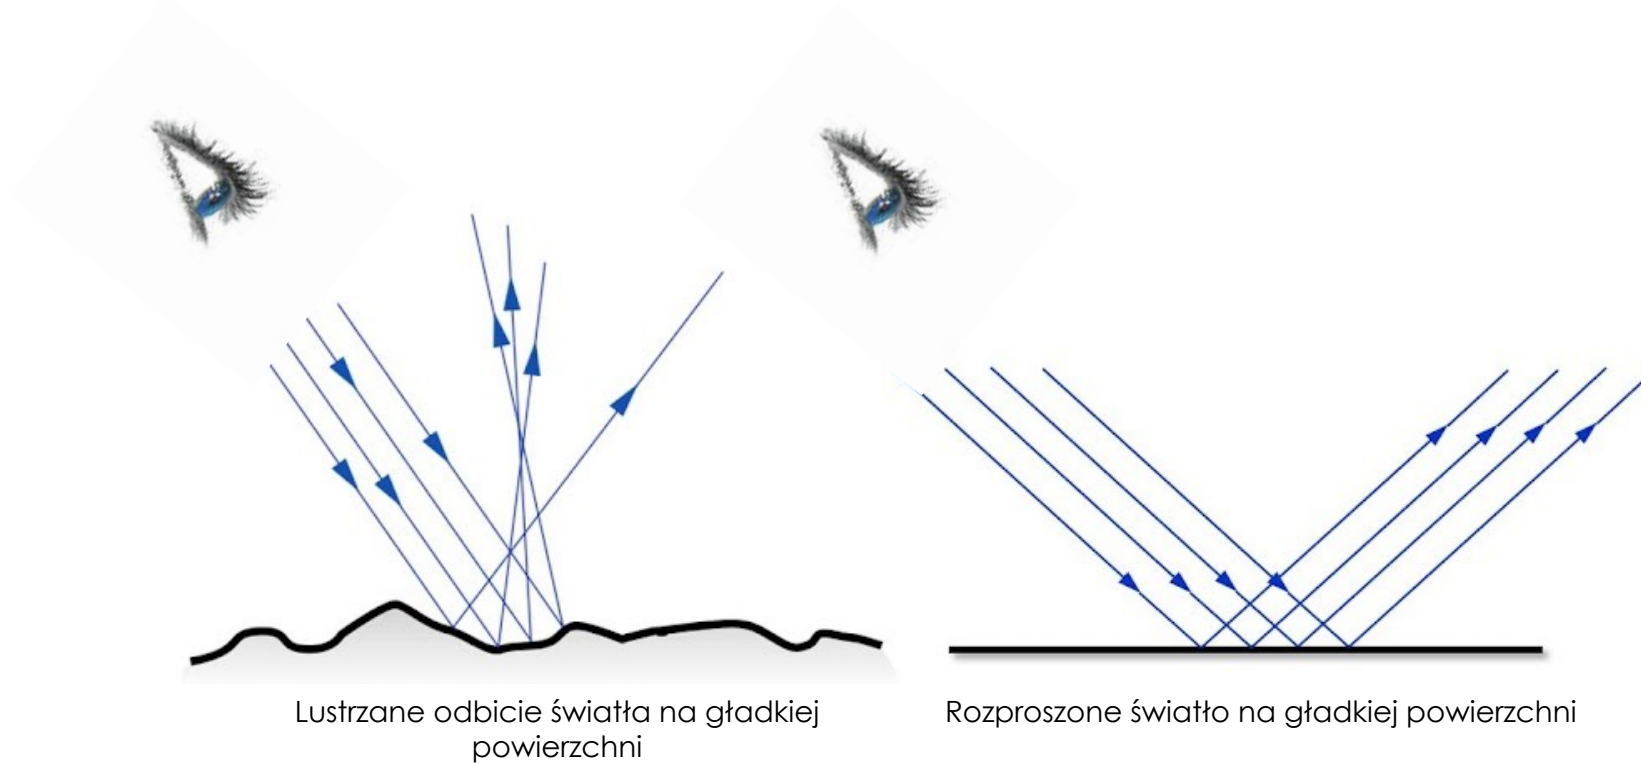 Lustrzane odbicie światła na gładkiej
powierzchni
Rozproszone światło na gładkiej powierzchni